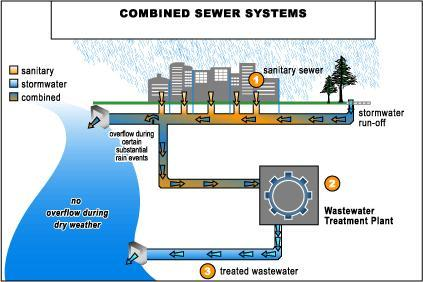 COMBINED SEWER SYSTEMS
sanitary
stormwater
combined
1
sanitary sewer
stormwater
run-off
overflow during
certain
substantial
rain events
no
overflow during
dry weather
2
Wastewater
Treatment Plant
3
treated wastewater